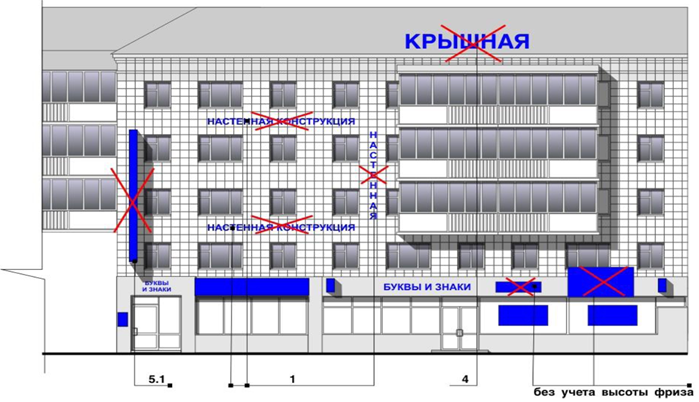 КРЫШНАЯ
НАСТЕННАЯ КОНСТРУКЦИЯ
НАСТЕННАЯ
НАСТЕННАЯ КОНСТРУКЦИЯ
БУКВЫ
И ЗНАКИ
БУКВЫ И ЗНАКИ
5.1
1
4
без учета высоты фриза